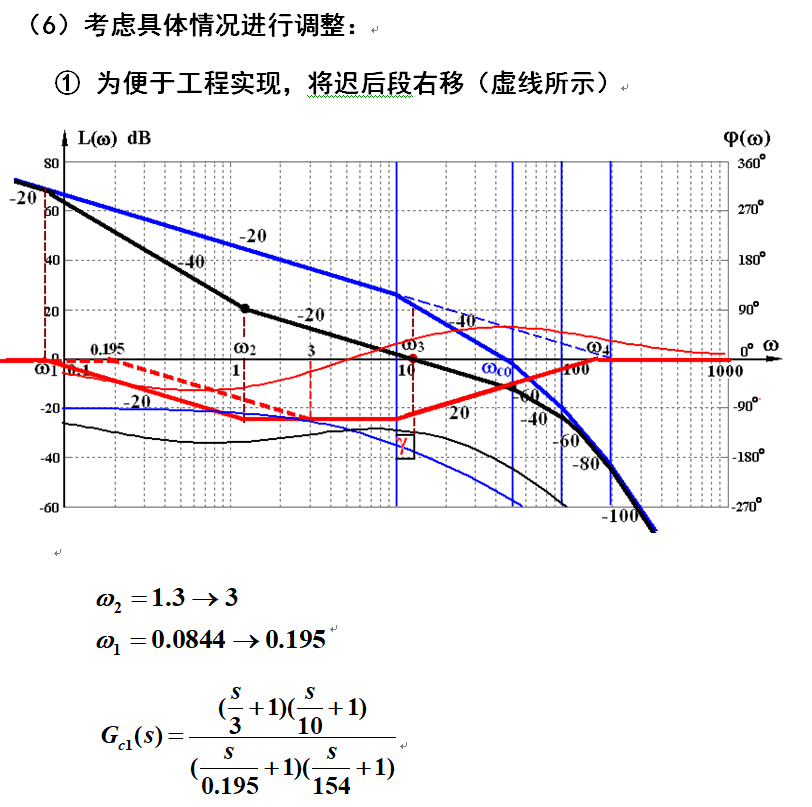 （6）考虑具体情况进行调整：
① 为便于工程实现，将迟后段右移（虚线所示）
L(ω) dB φ(ω)
80 360°
-20
60 270°
-20
40 -40 180°
20 -20 -40 90°
0.195 ω2 3 ω3 ω4 0° ω
0 ω1 0.1 1 10 ωc0 100 1000
-20 -20 20 -60 -40 -90°
γ -60
-40 -80 -180°
-60 -100 -270°
ω2 = 1.3 → 3
ω1 = 0.0844 → 0.195
Gc1(s) = (s/3 + 1)(s/10 + 1) / (s/0.195 + 1)(s/154 + 1)